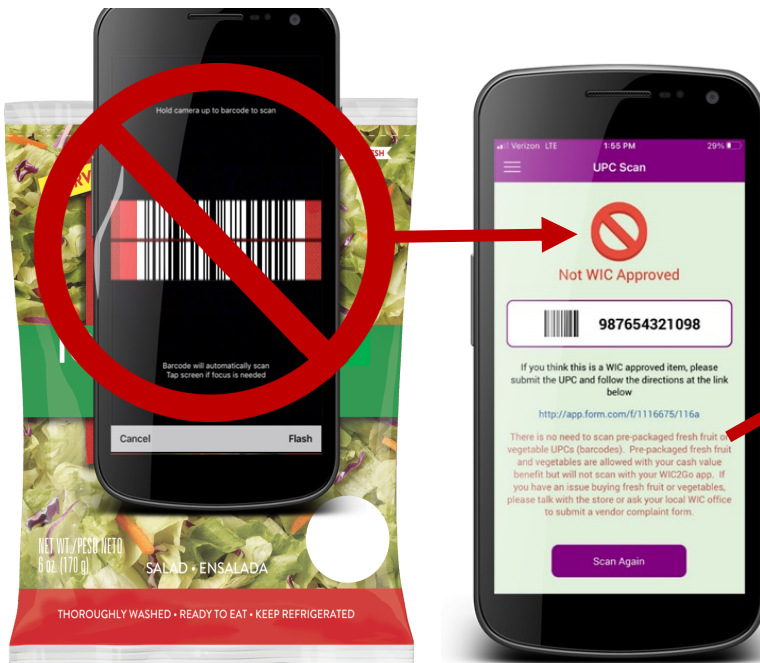 Hold camera up to barcode to scan
Barcode will automatically scan
Tap screen if focus is needed
Cancel Flash
NET WT./PESO NETO
6 oz. (170 g)
SALAD • ENSALADA
THOROUGHLY WASHED • READY TO EAT • KEEP REFRIGERATED
Verizon LTE 1:55 PM 29%
UPC Scan
Not WIC Approved
987654321098
If you think this is a WIC approved item, please
submit the UPC and follow the directions at the link
below
http://app.form.com/f/1116675/116a
There is no need to scan pre-packaged fresh fruit or
vegetable UPCs (barcodes). Pre-packaged fresh fruit
and vegetables are allowed with your cash value
benefit but will not scan with your WIC2Go app. If
you have an issue buying fresh fruit or vegetables,
please talk with the store or ask your local WIC office
to submit a vendor complaint form.
Scan Again